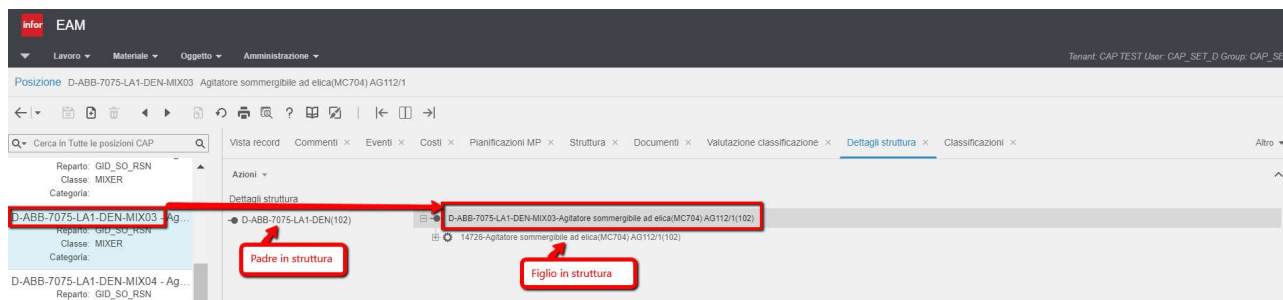 infor EAM
Lavoro Materiale Oggetto Amministrazione Tenant: CAP TEST User: CAP_SET_D Group: CAP_SE
Posizione D-ABB-7075-LA1-DEN-MIX03 Agitatore sommergibile ad elica(MC704) AG112/1
Cerca in Tutte le posizioni CAP
Vista record Commenti × Eventi × Costi × Pianificazioni MP × Struttura × Documenti × Valutazione classificazione × Dettagli struttura × Classificazioni × Altro
Reparto: GID_SO_RSN
Classe: MIXER
Categoria:
D-ABB-7075-LA1-DEN-MIX03 - Ag...
Reparto: GID_SO_RSN
Classe: MIXER
Categoria:
D-ABB-7075-LA1-DEN-MIX04 - Ag...
Reparto: GID_SO_RSN
Azioni
Dettagli struttura
D-ABB-7075-LA1-DEN(102)
Padre in struttura
D-ABB-7075-LA1-DEN-MIX03-Agitatore sommergibile ad elica(MC704) AG112/1(102)
14726-Agitatore sommergibile ad elica(MC704) AG112/1(102)
Figlio in struttura